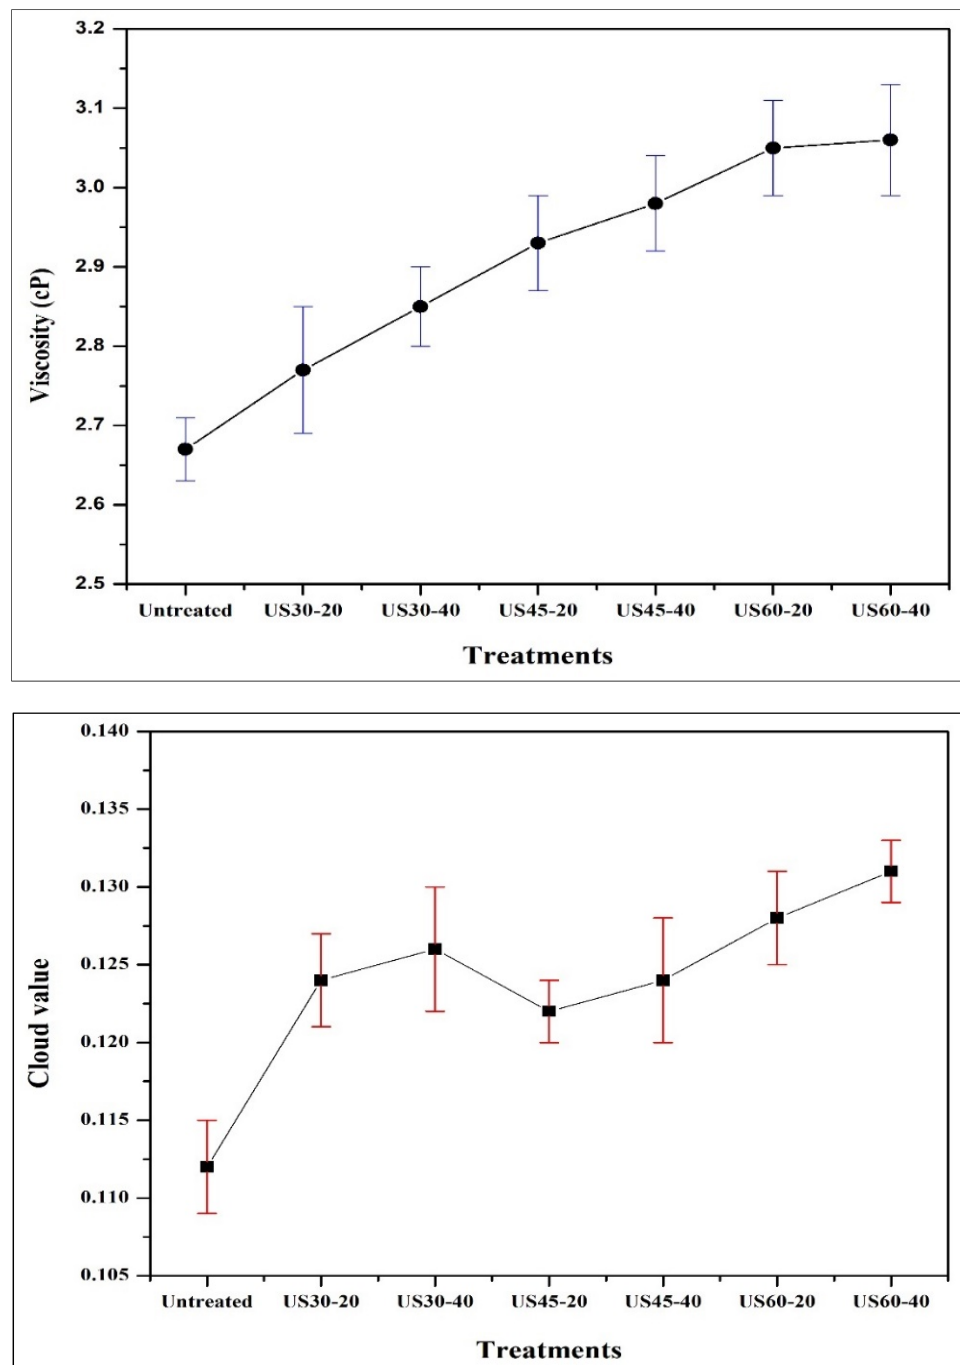 3.2
3.1
3.0
2.9
2.8
2.7
2.6
2.5
Viscosity (cP)
Untreated US30-20 US30-40 US45-20 US45-40 US60-20 US60-40
Treatments
0.140
0.135
0.130
0.125
0.120
0.115
0.110
0.105
Cloud value
Untreated US30-20 US30-40 US45-20 US45-40 US60-20 US60-40
Treatments